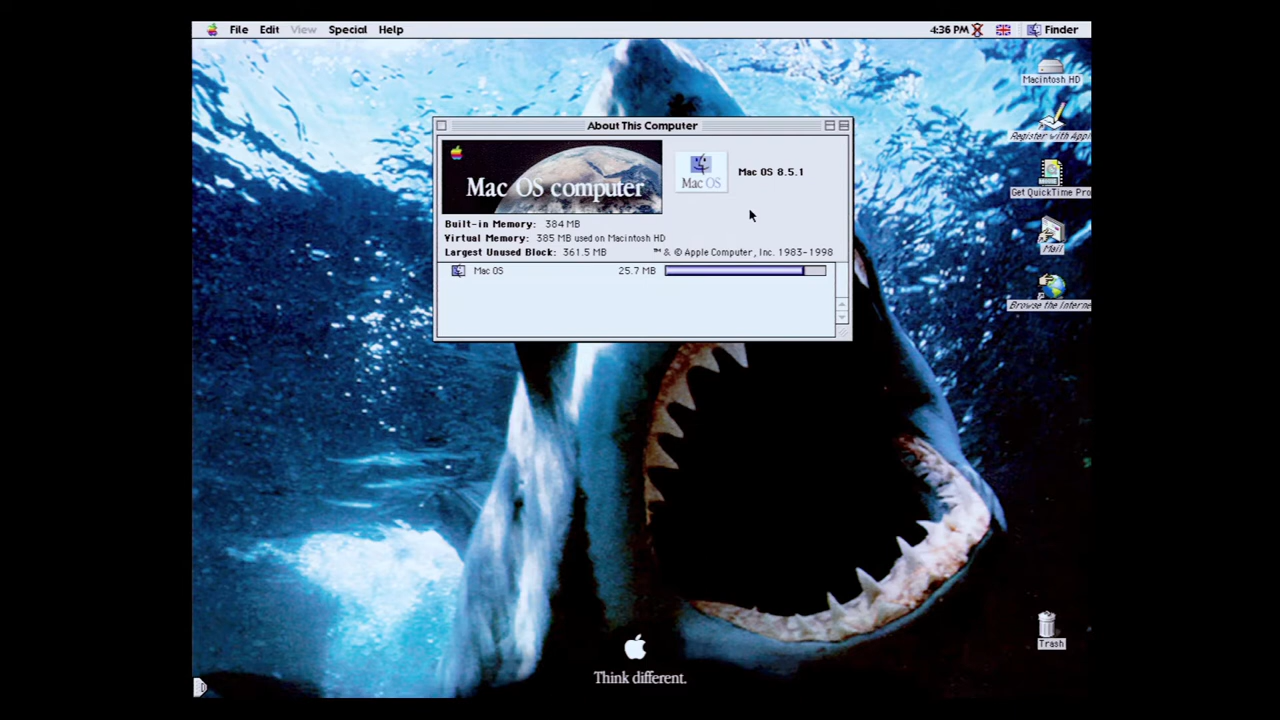 File Edit View Special Help 4:36 PM Finder
Macintosh HD
About This Computer
Register with Appl
Mac OS computer
Mac OS
Mac OS 8.5.1
Get QuickTime Pro
Built-in Memory: 384 MB
Virtual Memory: 385 MB used on Macintosh HD
Largest Unused Block: 361.5 MB ™ & © Apple Computer, Inc. 1983-1998
Mail
Mac OS 25.7 MB
Browse the Interne
Trash
Think different.